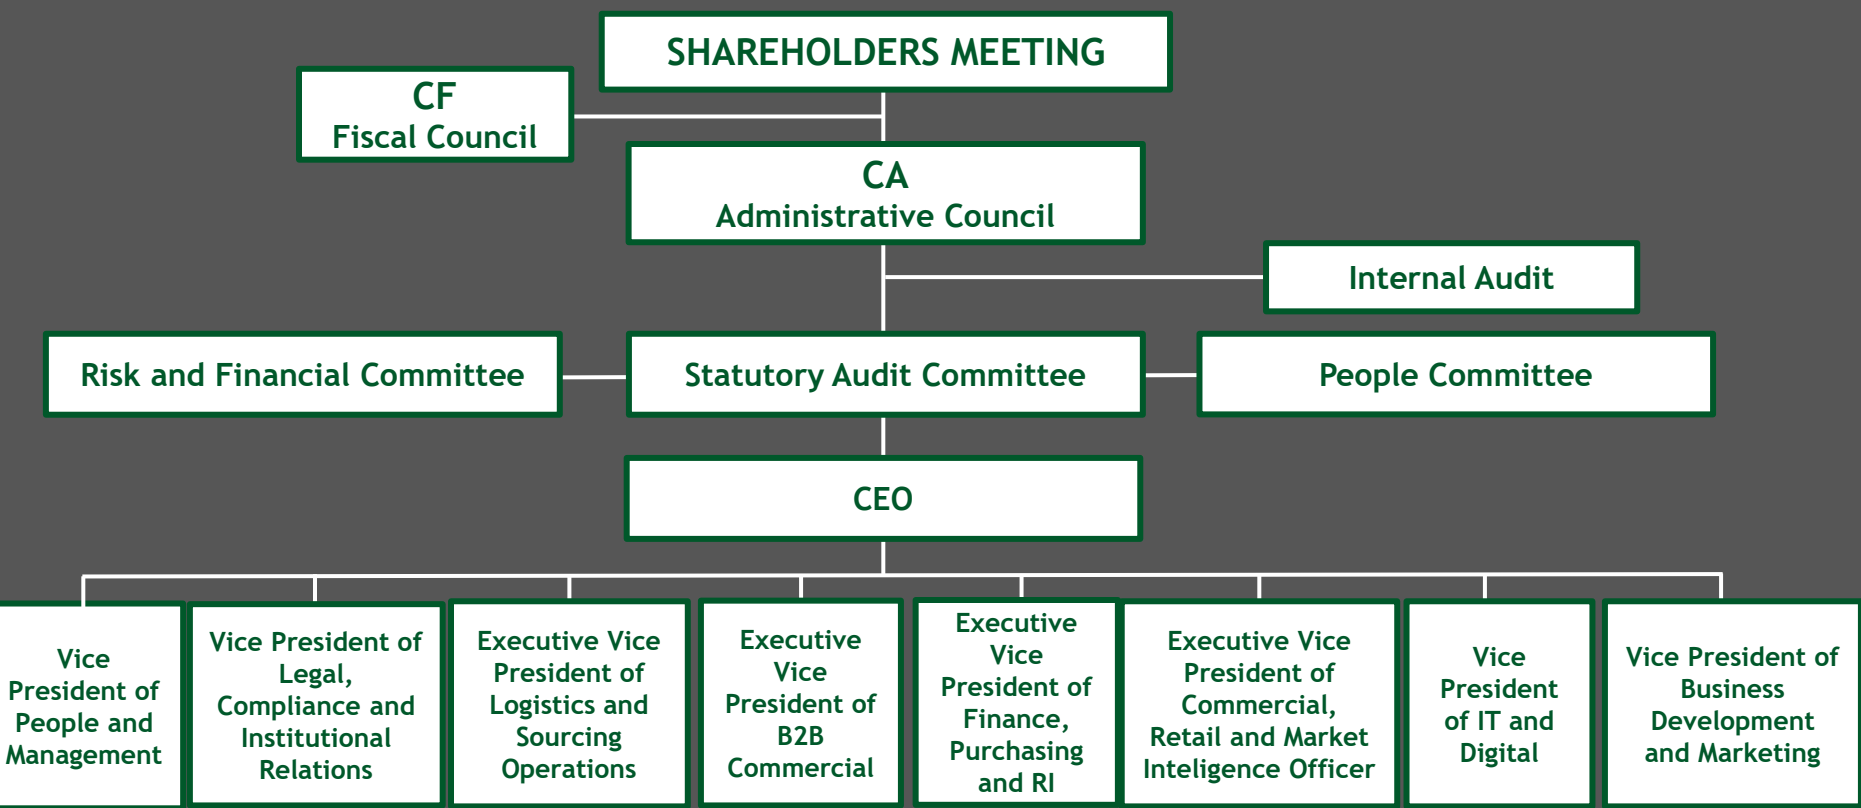 SHAREHOLDERS MEETING
CF
Fiscal Council
CA
Administrative Council
Internal Audit
Risk and Financial Committee
Statutory Audit Committee
People Committee
CEO
Vice
President of
People and
Management
Vice President of
Legal,
Compliance and
Institutional
Relations
Executive Vice
President of
Logistics and
Sourcing
Operations
Executive
Vice
President of
B2B
Commercial
Executive
Vice
President of
Finance,
Purchasing
and RI
Executive Vice
President of
Commercial,
Retail and Market
Inteligence Officer
Vice
President
of IT and
Digital
Vice President of
Business
Development
and Marketing